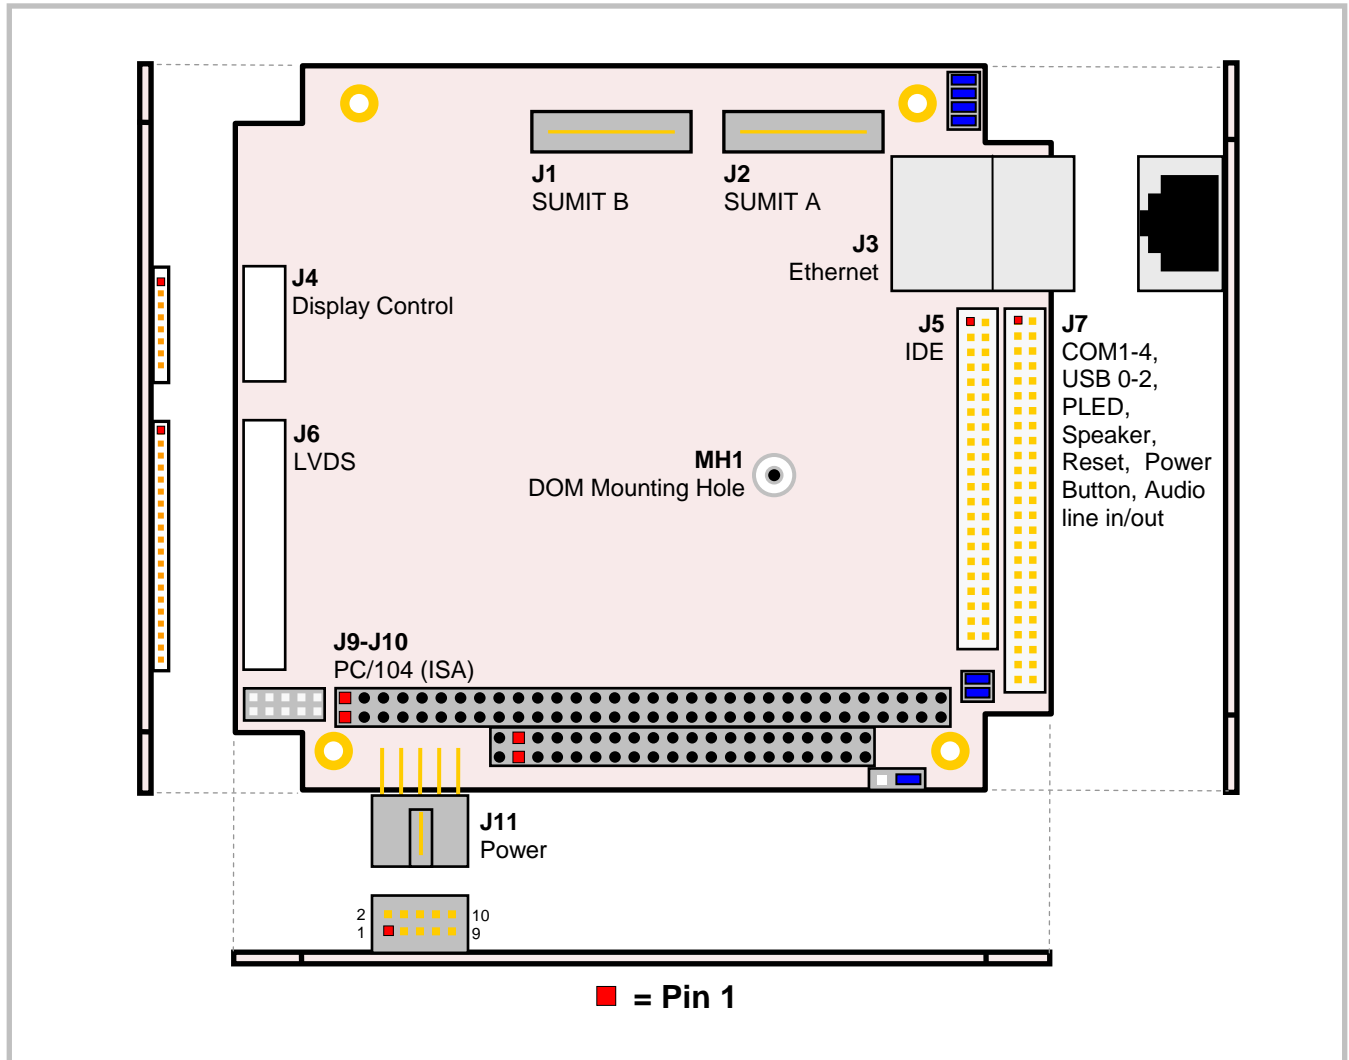 J1
SUMIT B
J2
SUMIT A
J3
Ethernet
J4
Display Control
J5
IDE
J7
COM1-4,
USB 0-2,
PLED,
Speaker,
Reset, Power
Button, Audio
line in/out
J6
LVDS
MH1
DOM Mounting Hole
J9-J10
PC/104 (ISA)
J11
Power
2
10
1
9
= Pin 1